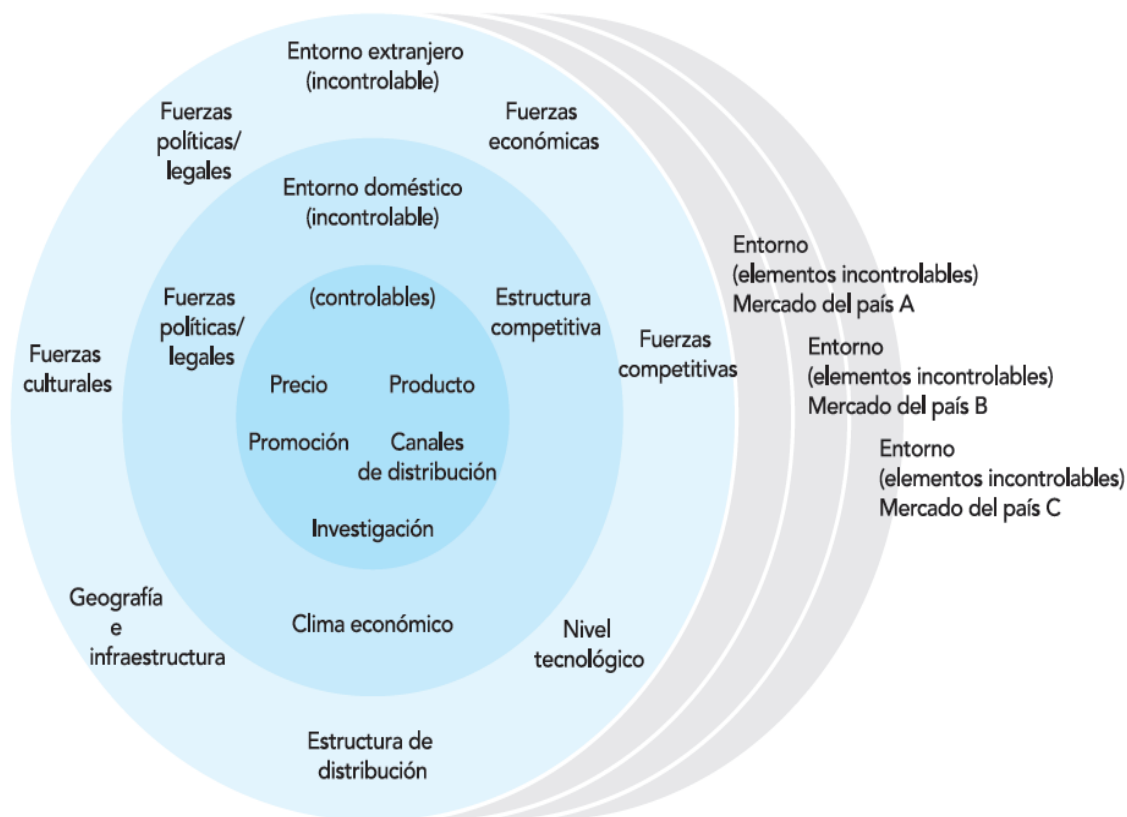 Entorno extranjero
(incontrolable)
Fuerzas
políticas/
legales
Fuerzas
económicas
Entorno doméstico
(incontrolable)
Fuerzas
políticas/
legales
(controlables)
Estructura
competitiva
Fuerzas
culturales
Fuerzas
competitivas
Precio
Producto
Promoción
Canales
de distribución
Investigación
Geografía
e
infraestructura
Clima económico
Nivel
tecnológico
Estructura de
distribución
Entorno
(elementos incontrolables)
Mercado del país A
Entorno
(elementos incontrolables)
Mercado del país B
Entorno
(elementos incontrolables)
Mercado del país C